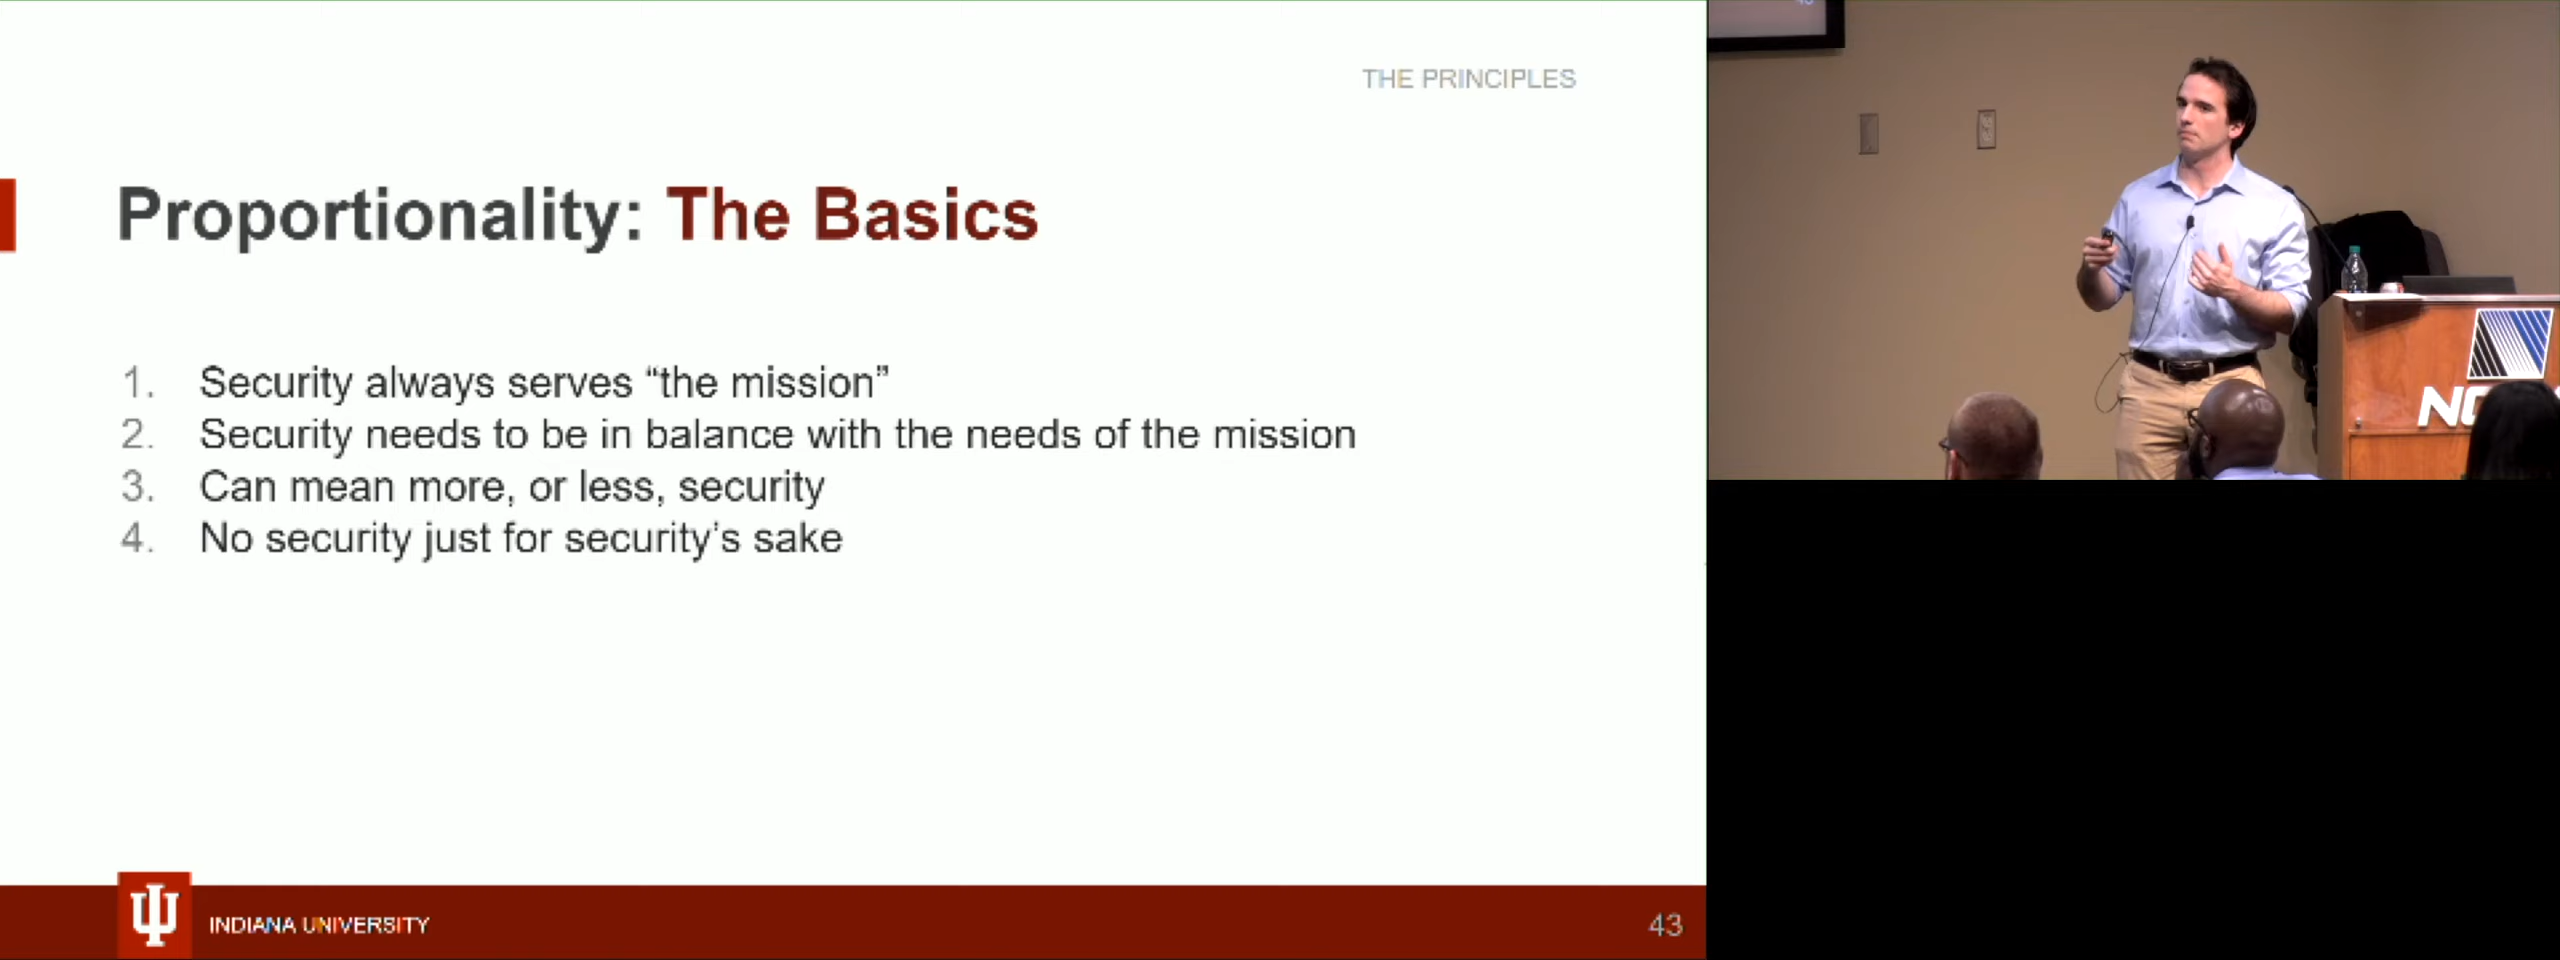 THE PRINCIPLES
Proportionality: The Basics
1. Security always serves “the mission”
2. Security needs to be in balance with the needs of the mission
3. Can mean more, or less, security
4. No security just for security’s sake
INDIANA UNIVERSITY
43